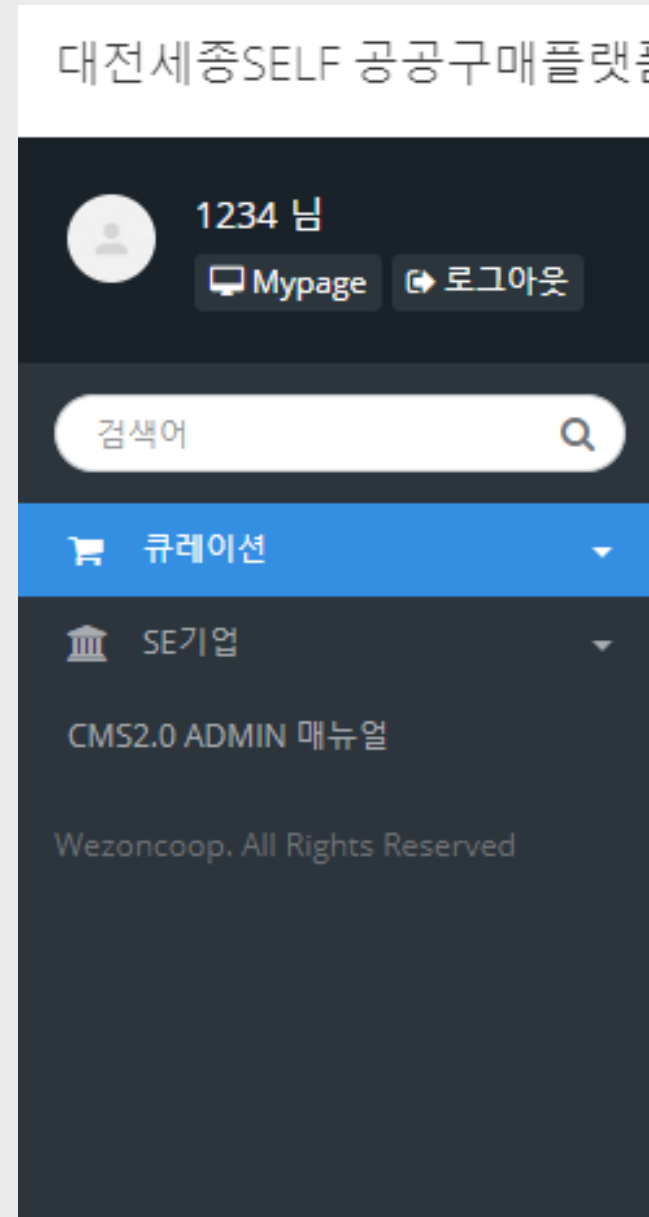 대전세종SELF 공공구매플랫
1234 님
Mypage 로그아웃
검색어
큐레이션
SE기업
CMS2.0 ADMIN 매뉴얼
Wezoncoop. All Rights Reserved